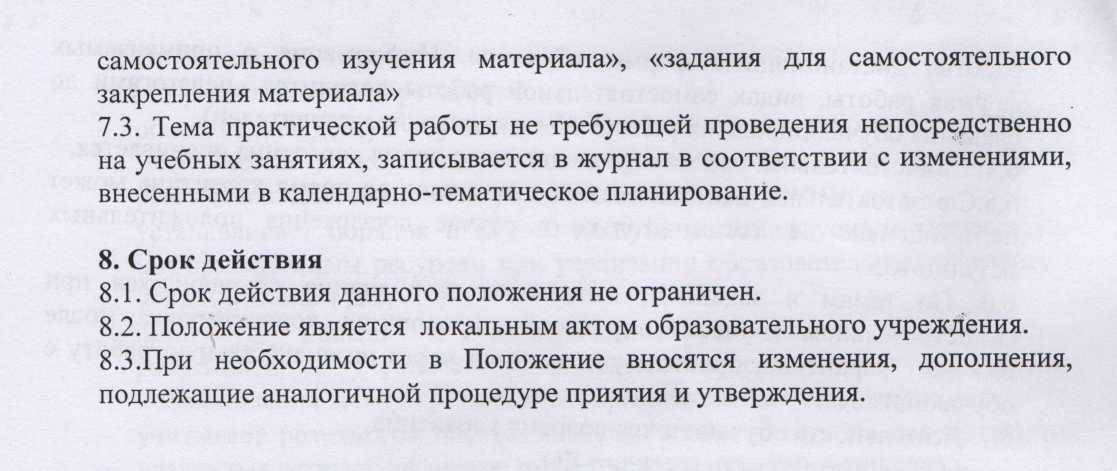 самостоятельного изучения материала», «задания для самостоятельного
закрепления материала»
7.3. Тема практической работы не требующей проведения непосредственно
на учебных занятиях, записывается в журнал в соответствии с изменениями,
внесенными в календарно-тематическое планирование.
8. Срок действия
8.1. Срок действия данного положения не ограничен.
8.2. Положение является локальным актом образовательного учреждения.
8.3.При необходимости в Положение вносятся изменения, дополнения,
подлежащие аналогичной процедуре приятия и утверждения.